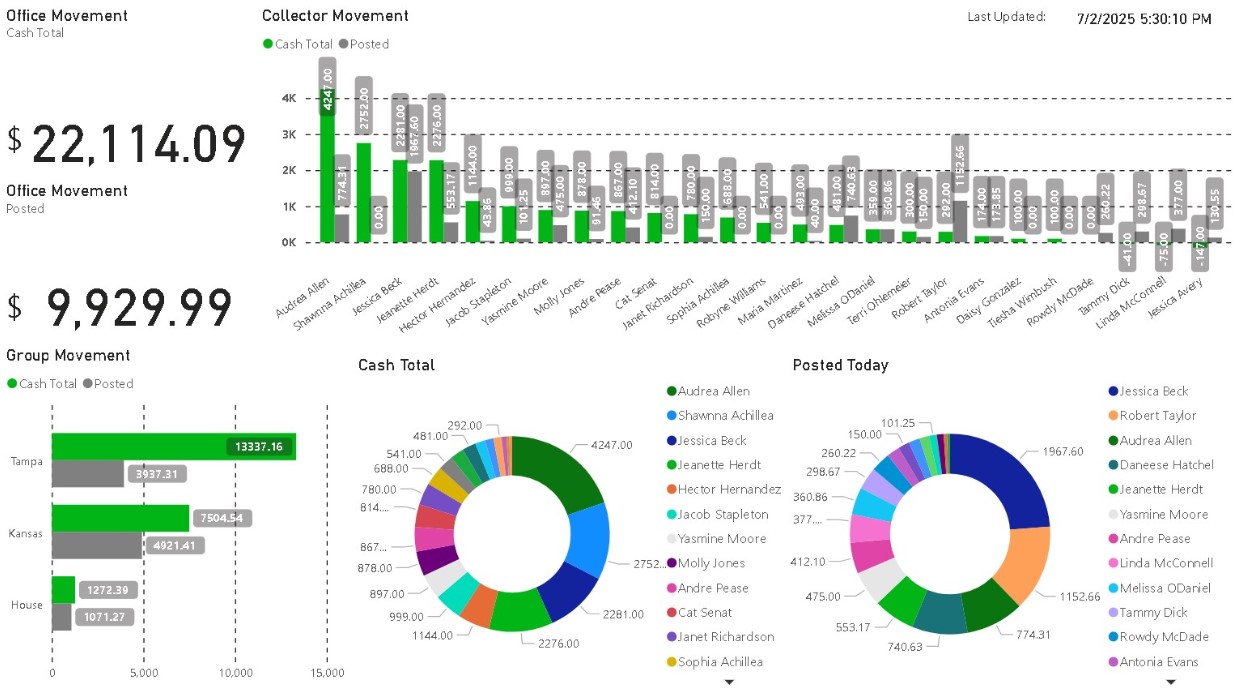 Office Movement
Cash Total
$ 22,114.09
Office Movement
Posted
$ 9,929.99
Collector Movement
Cash Total Posted
Last Updated: 7/2/2025 5:30:10 PM
4K
3K
2K
1K
0K
4247.00 774.31 2752.00 0.00 2281.00 1967.60 2276.00 553.17 1144.00 43.86 999.00 101.25 897.00 475.00 878.00 91.46 867.00 412.10 814.00 0.00 780.00 150.00 688.00 0.00 541.00 0.00 493.00 40.00 481.00 740.63 359.00 360.86 300.00 150.00 292.00 1152.66 174.00 173.85 100.00 0.00 100.00 0.00 0.00 260.22 -41.00 298.67 -75.00 377.00 -147.00 130.55
Audrea Allen
Shawnna Achillea
Jessica Beck
Jeanette Herdt
Hector Hernandez
Jacob Stapleton
Yasmine Moore
Molly Jones
Andre Pease
Cat Senat
Janet Richardson
Sophia Achillea
Robyne Williams
Maria Martinez
Daneese Hatchel
Melissa ODaniel
Terri Ohlemeier
Robert Taylor
Antonia Evans
Daisy Gonzalez
Tiesha Wimbush
Rowdy McDade
Tammy Dick
Linda McConnell
Jessica Avery
Group Movement
Cash Total Posted
Tampa
13337.16
3937.31
Kansas
7504.54
4921.41
House
1272.39
1071.27
0 5,000 10,000 15,000
Cash Total
4247.00
2752....
2281.00
2276.00
1144.00
999.00
897.00
878.00
867....
814....
780.00
688.00
541.00
481.00
292.00
Audrea Allen
Shawnna Achillea
Jessica Beck
Jeanette Herdt
Hector Hernandez
Jacob Stapleton
Yasmine Moore
Molly Jones
Andre Pease
Cat Senat
Janet Richardson
Sophia Achillea
Posted Today
1967.60
1152.66
774.31
740.63
553.17
475.00
412.10
377....
360.86
298.67
260.22
150.00
101.25
Jessica Beck
Robert Taylor
Audrea Allen
Daneese Hatchel
Jeanette Herdt
Yasmine Moore
Andre Pease
Linda McConnell
Melissa ODaniel
Tammy Dick
Rowdy McDade
Antonia Evans